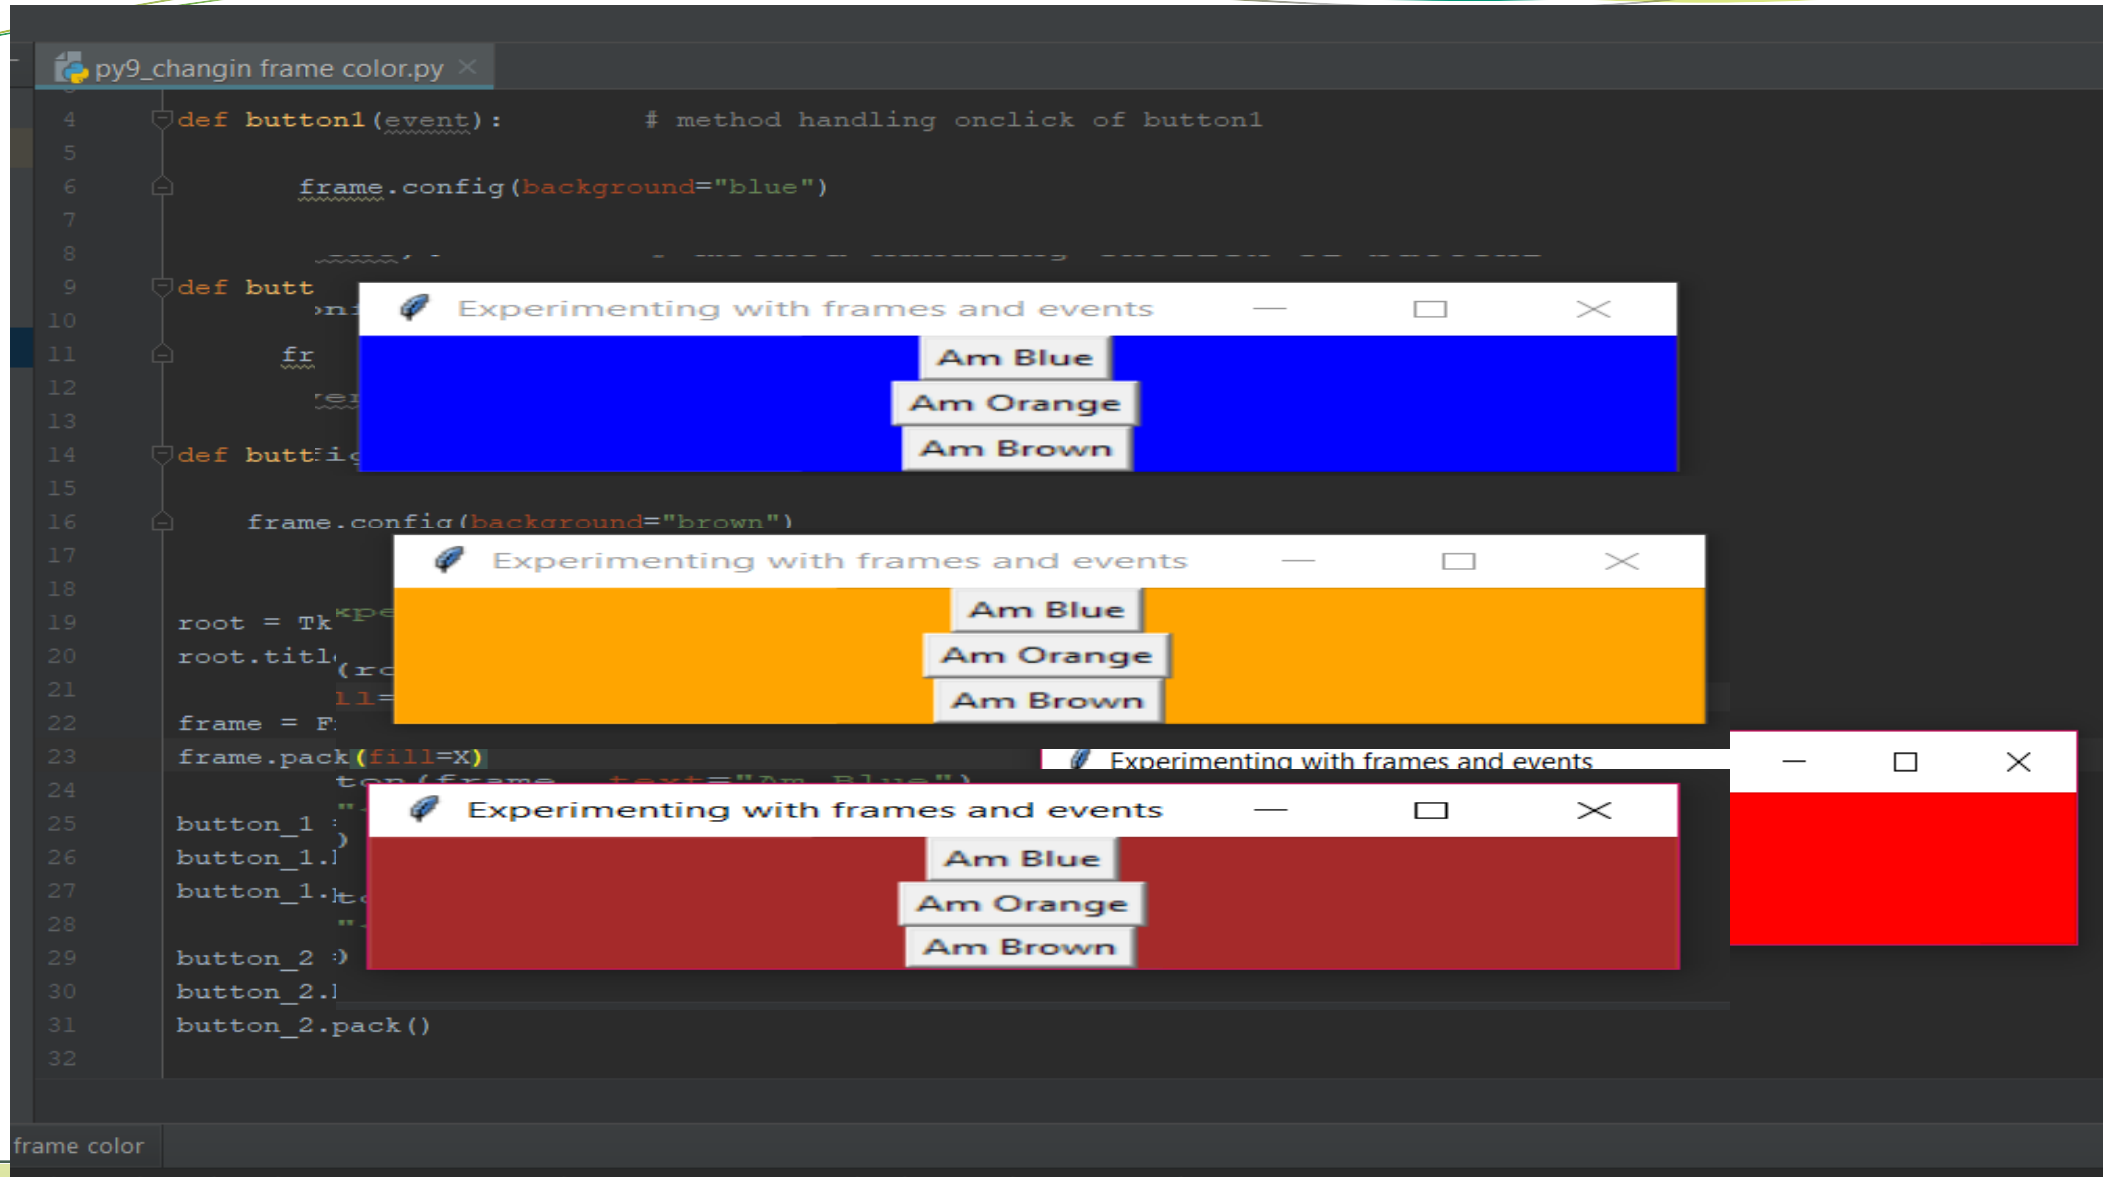 py9_changin frame color.py
4 def button1(event): # method handling onclick of button1
5
6 frame.config(background="blue")
7
8
9 def butt
Experimenting with frames and events
10
Am Blue
11 fr
12
Am Orange
13
14 def butt
Am Brown
15
16 frame.config(background="brown")
17
Experimenting with frames and events
18
Am Blue
19 root = Tk
20 root.titl
Am Orange
21 ll=
Am Brown
22 frame = F
23 frame.pack(fill=X)
Experimenting with frames and events
24 frame, text="Am Blue")
25 button_1
Experimenting with frames and events
26 button_1.
Am Blue
27 button_1.
Am Orange
28
29 button_2
Am Brown
30 button_2.
31 button_2.pack()
32
frame color